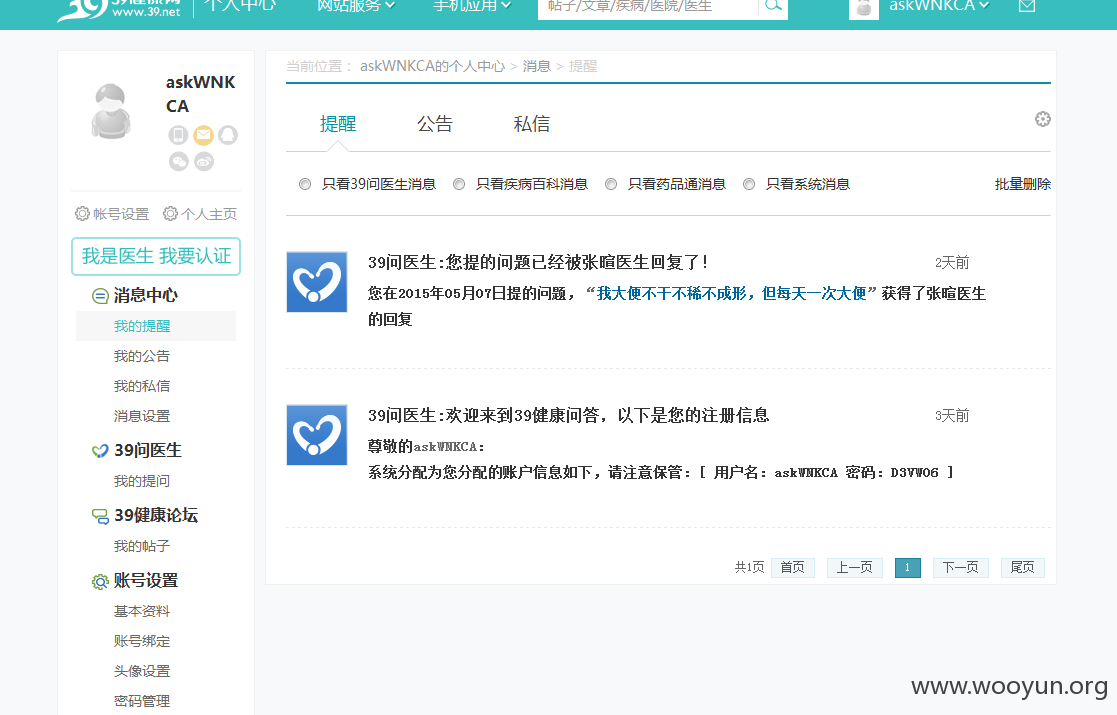 39健康网
www.39.net
个人中心
网站服务
手机应用
帖子/文章/疾病/医院/医生
askWNKCA
askWNK
CA
帐号设置 个人主页
我是医生 我要认证
消息中心
我的提醒
我的公告
我的私信
消息设置
39问医生
我的提问
39健康论坛
我的帖子
账号设置
基本资料
账号绑定
头像设置
密码管理
当前位置： askWNKCA的个人中心 > 消息 > 提醒
提醒 公告 私信
只看39问医生消息 只看疾病百科消息 只看药品通消息 只看系统消息 批量删除
39问医生:您提的问题已经被张暄医生回复了！ 2天前
您在2015年05月07日提的问题，“我大便不干不稀不成形，但每天一次大便”获得了张暄医生
的回复
39问医生:欢迎来到39健康问答，以下是您的注册信息 3天前
尊敬的askWNKCA：
系统分配为您分配的账户信息如下，请注意保管：[ 用户名：askWNKCA 密码：D3VW06 ]
共1页 首页 上一页 1 下一页 尾页
www.wooyun.org